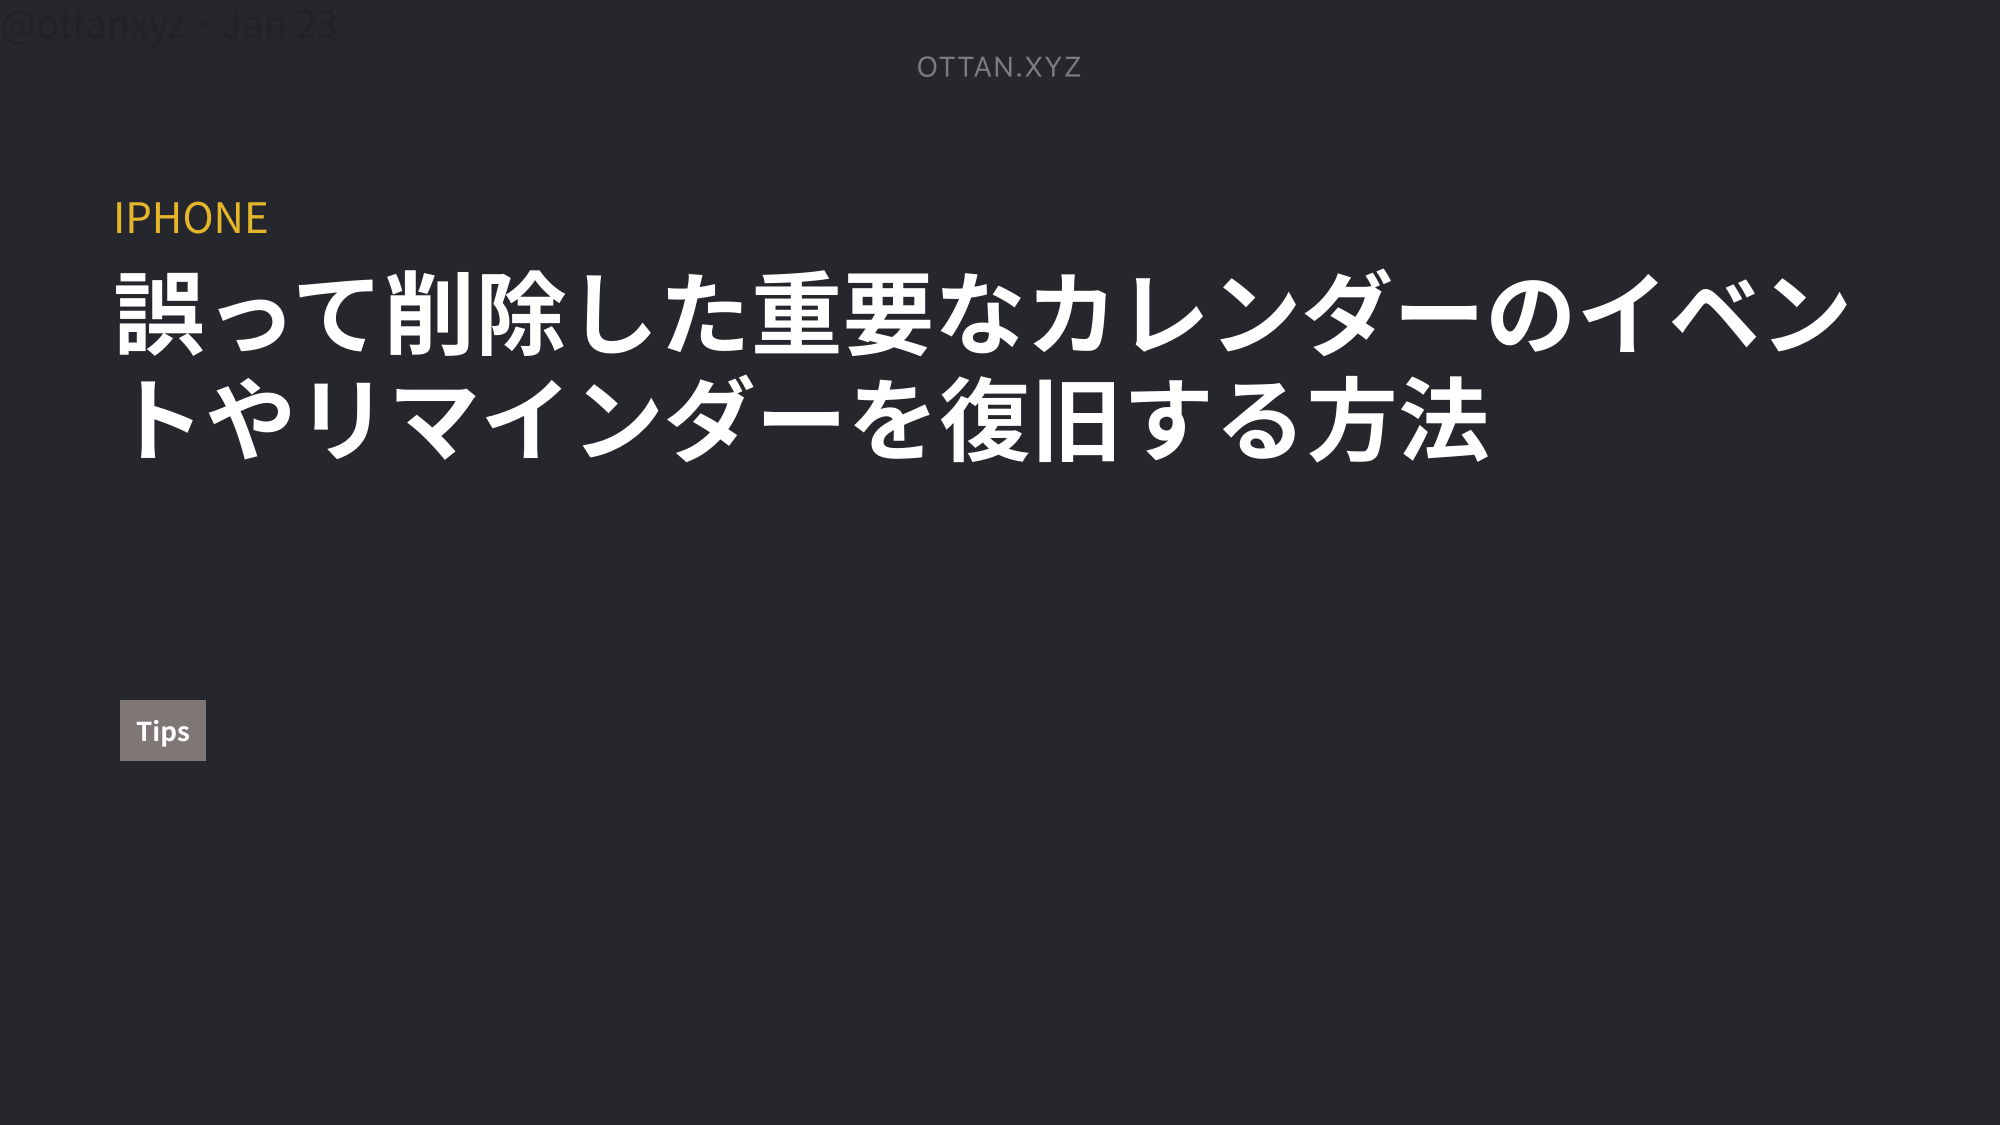 @ottanxyz・Jan 23
OTTAN.XYZ
IPHONE
誤って削除した重要なカレンダーのイベン
トやリマインダーを復旧する方法
Tips